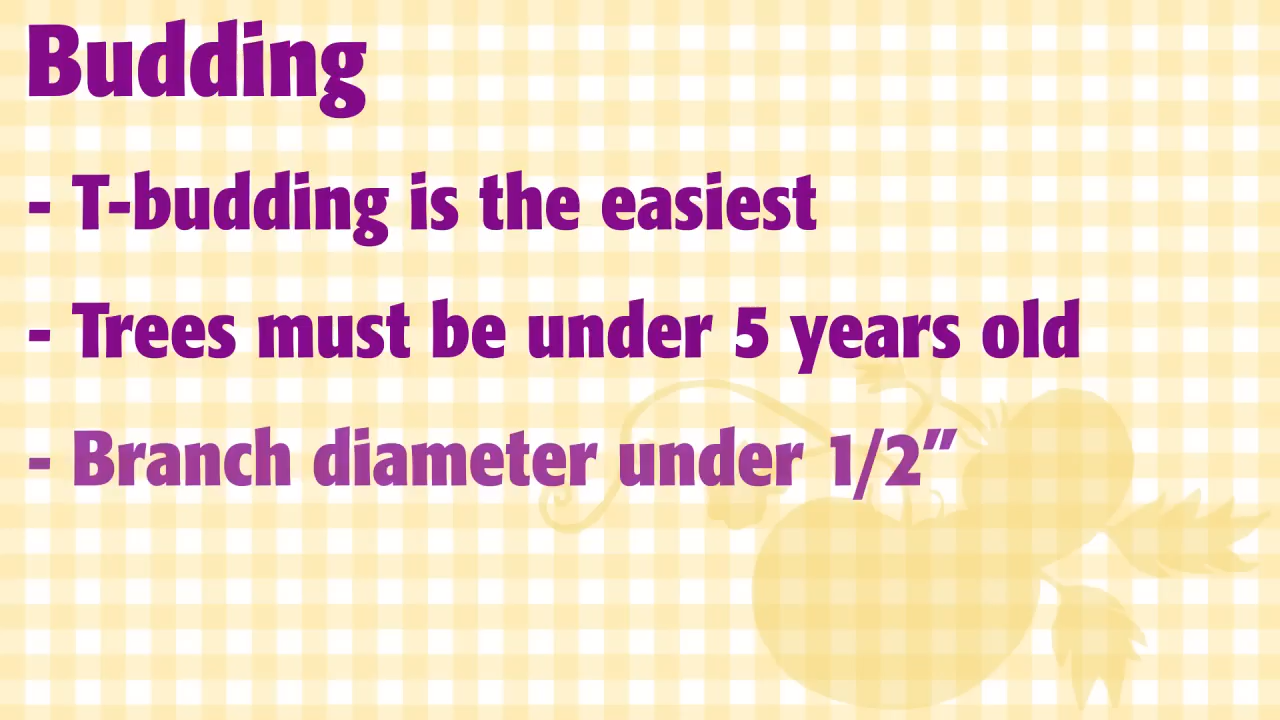 Budding
- T-budding is the easiest
- Trees must be under 5 years old
- Branch diameter under 1/2"